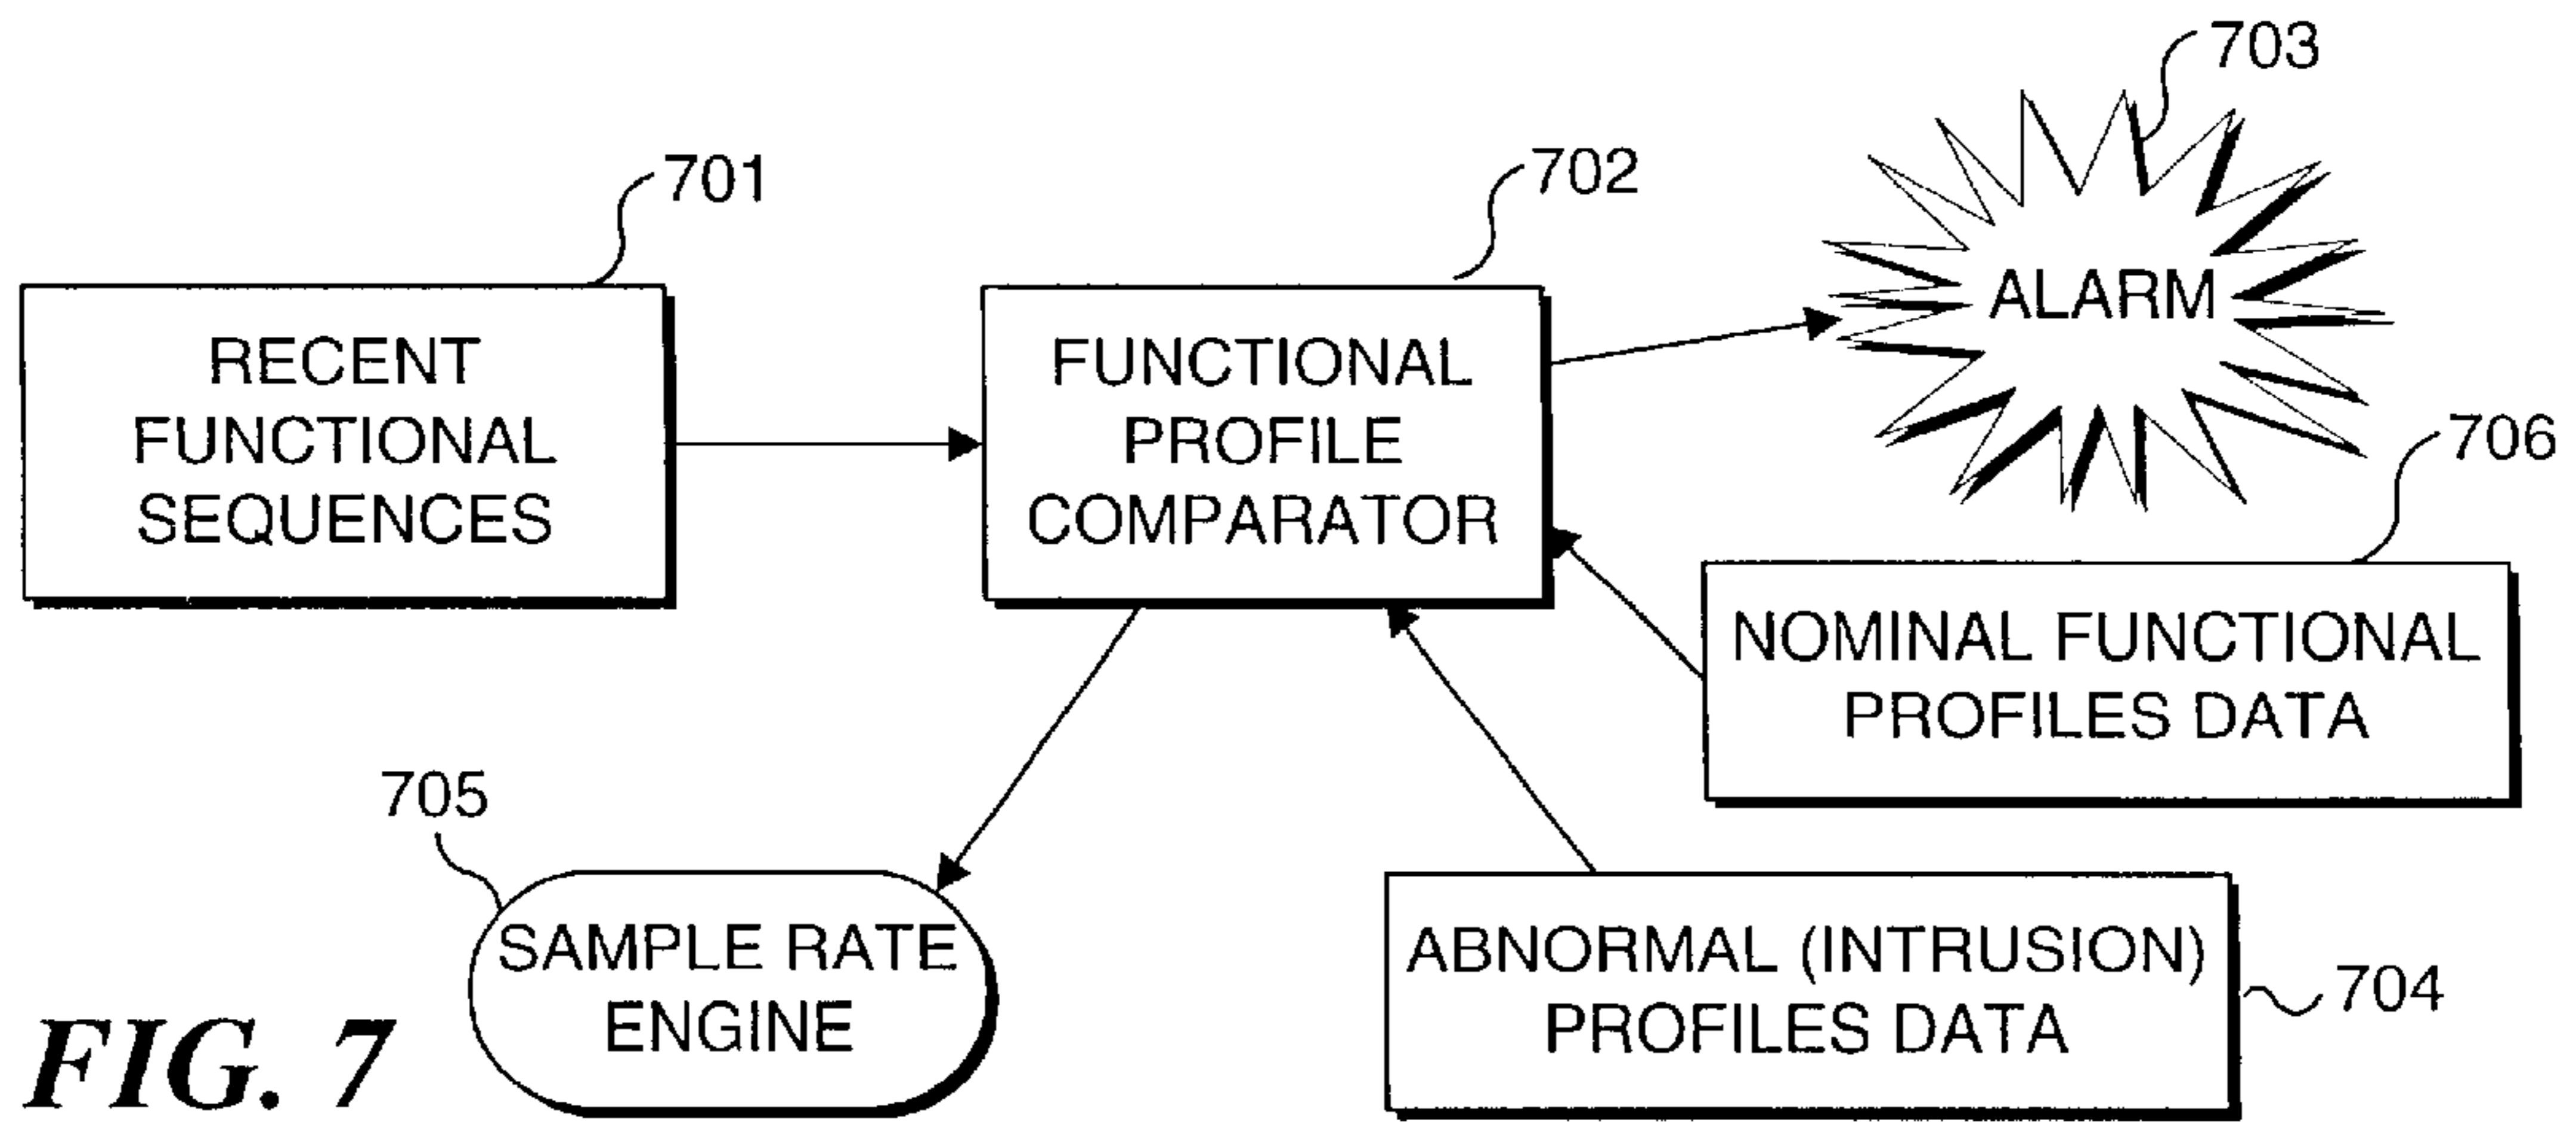 703
701
702
ALARM
RECENT
FUNCTIONAL
SEQUENCES
FUNCTIONAL
PROFILE
COMPARATOR
706
NOMINAL FUNCTIONAL
PROFILES DATA
705
SAMPLE RATE
ENGINE
ABNORMAL (INTRUSION)
PROFILES DATA
704
FIG. 7